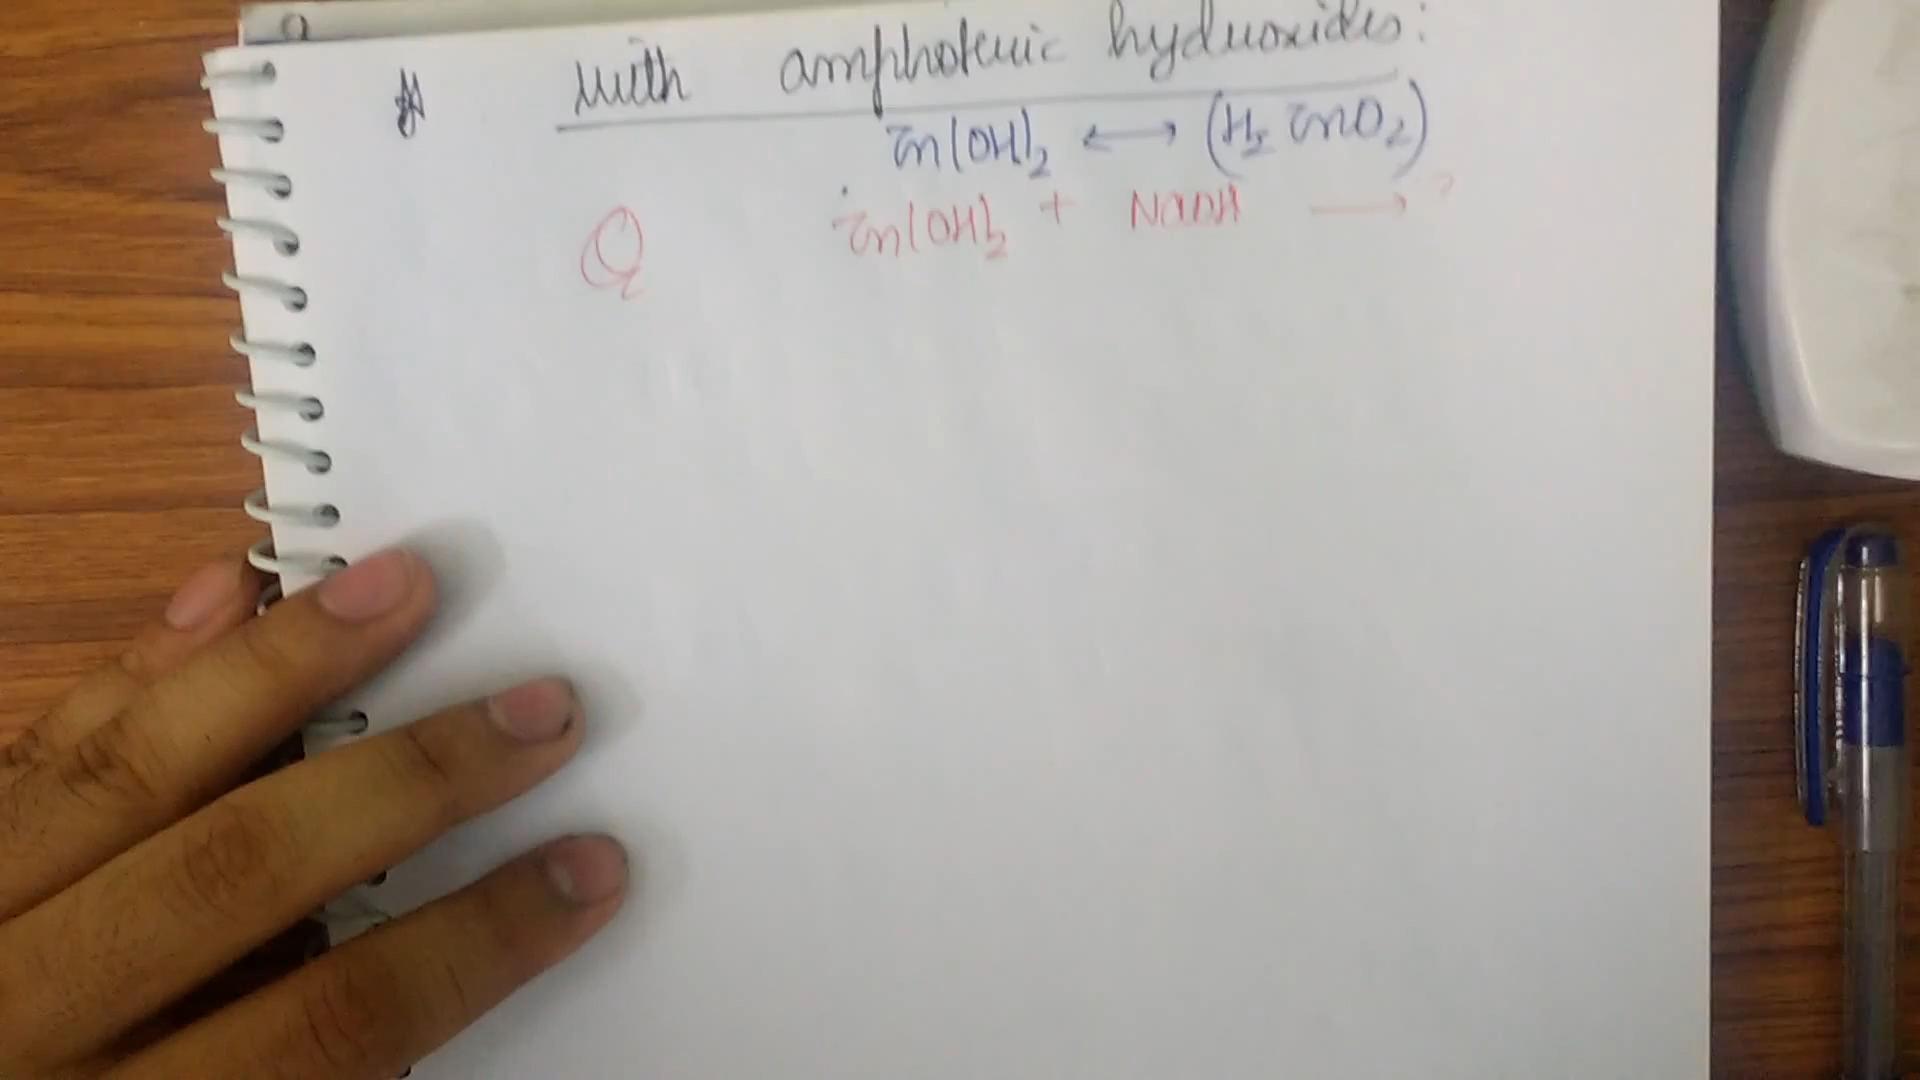 With amphoteric hydroxides:
Zn(OH)₂ ⟷ (H₂ZnO₂)
Q Zn(OH)₂ + NaOH ⟶ ?